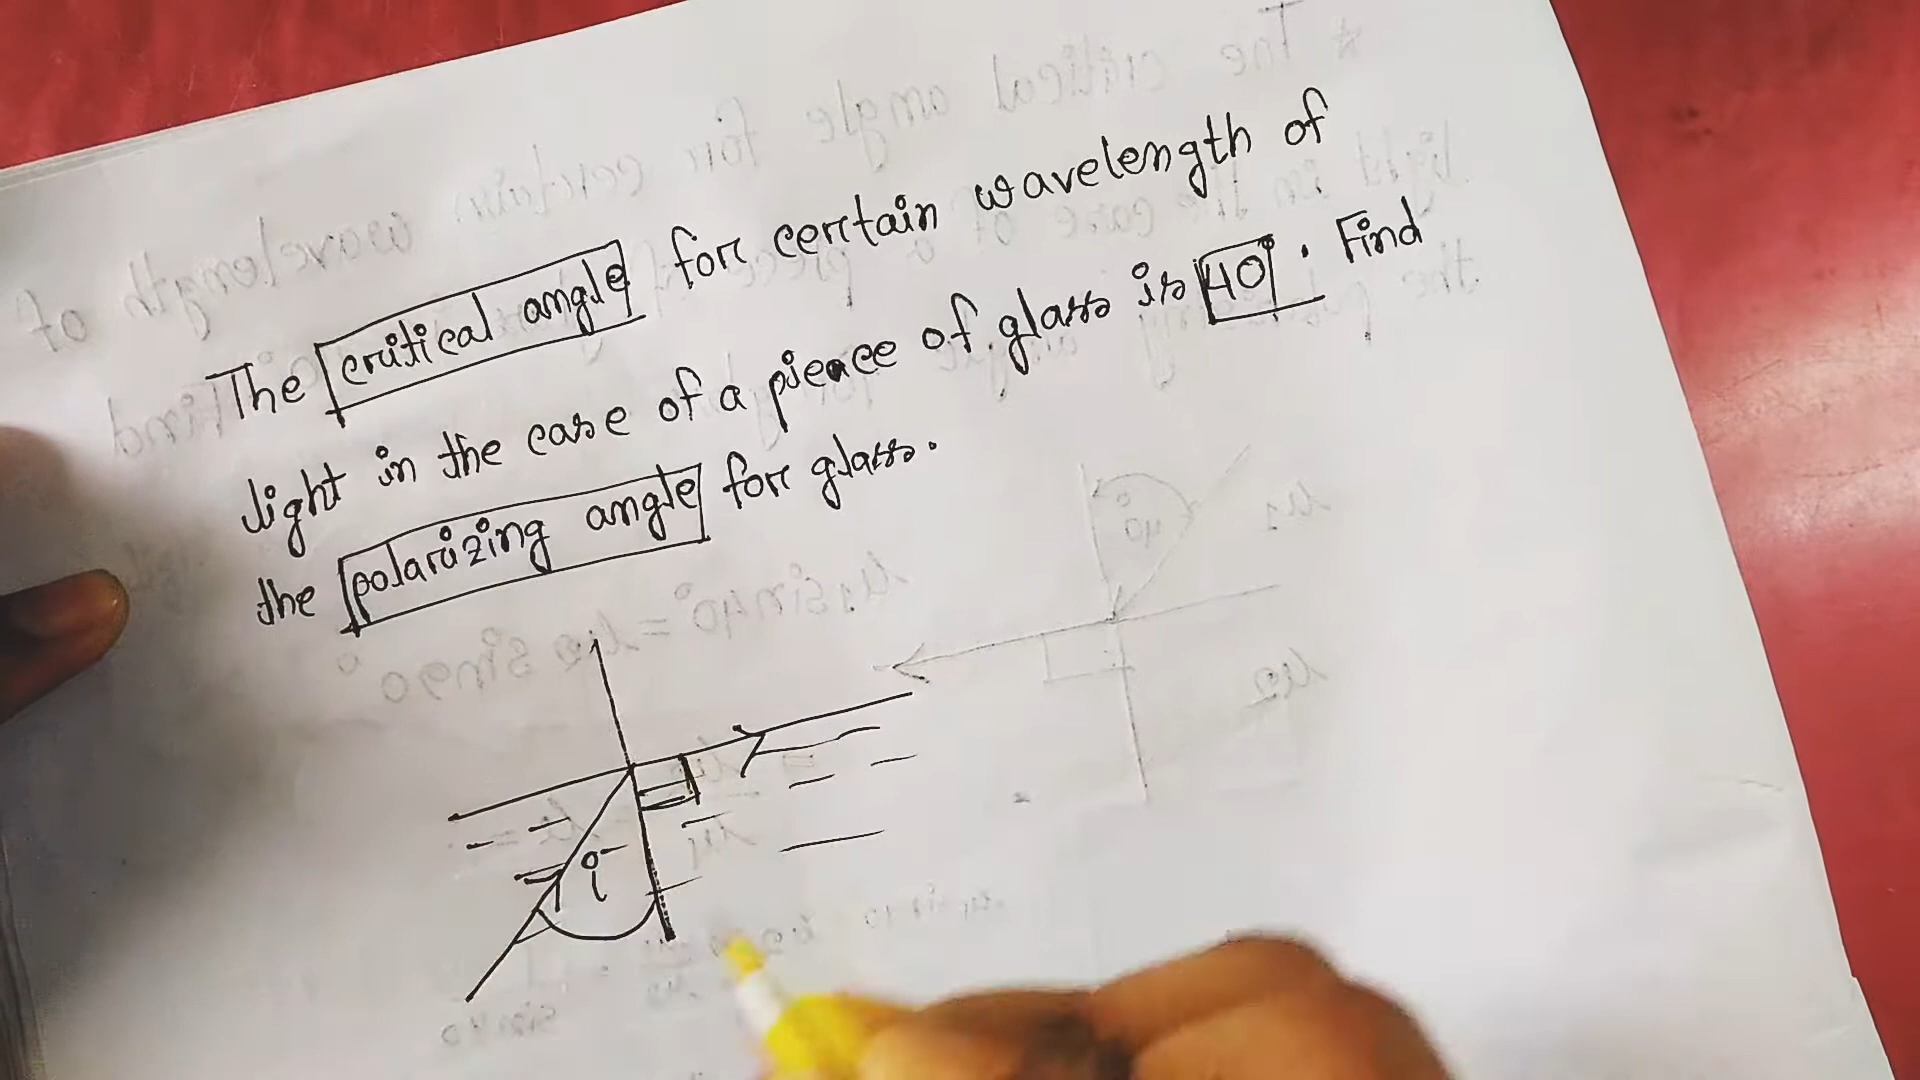 The critical angle for certain wavelength of
light in the case of a pieace of glass is 40°. Find
the polarizing angle for glass.
i